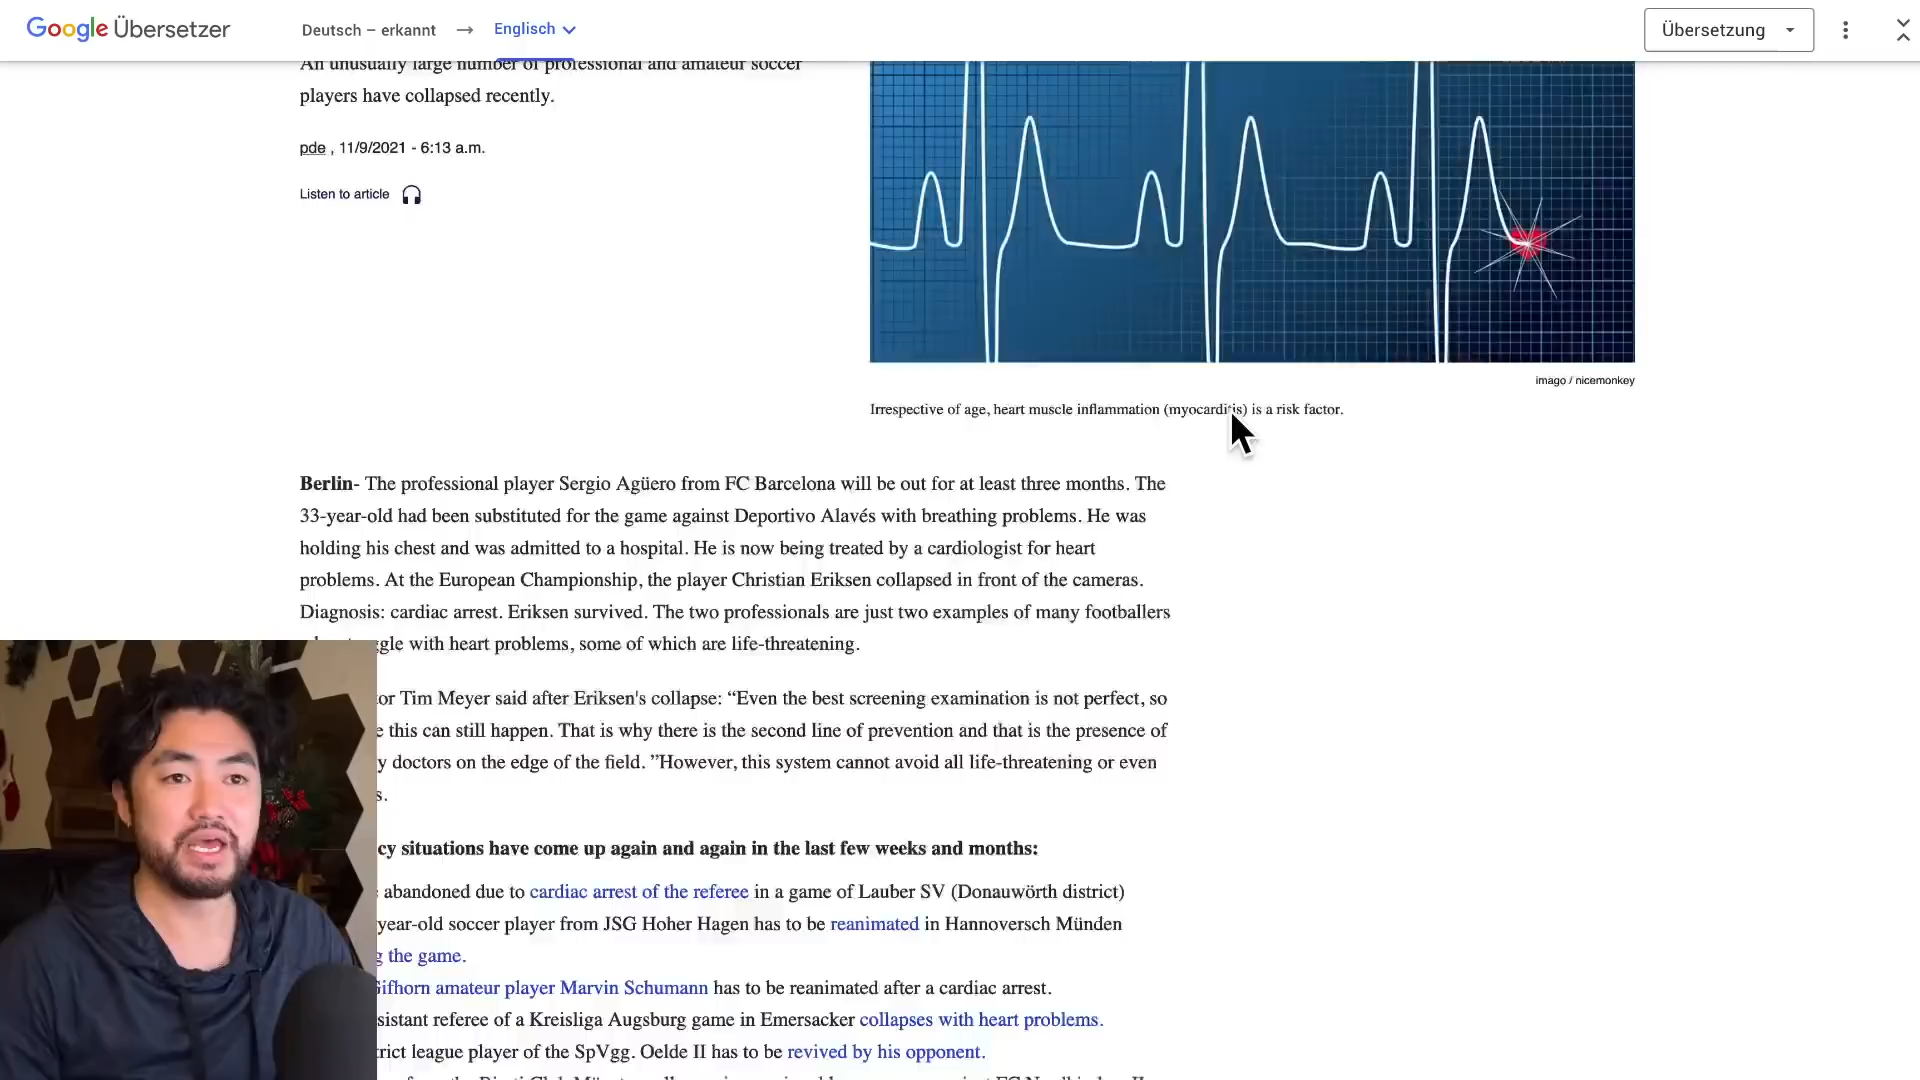 Google Übersetzer
Deutsch – erkannt → Englisch
Übersetzung
An unusually large number of professional and amateur soccer
players have collapsed recently.
pde , 11/9/2021 - 6:13 a.m.
Listen to article
imago / nicemonkey
Irrespective of age, heart muscle inflammation (myocarditis) is a risk factor.
Berlin- The professional player Sergio Agüero from FC Barcelona will be out for at least three months. The
33-year-old had been substituted for the game against Deportivo Alavés with breathing problems. He was
holding his chest and was admitted to a hospital. He is now being treated by a cardiologist for heart
problems. At the European Championship, the player Christian Eriksen collapsed in front of the cameras.
Diagnosis: cardiac arrest. Eriksen survived. The two professionals are just two examples of many footballers
with heart problems, some of which are life-threatening.
Tim Meyer said after Eriksen's collapse: “Even the best screening examination is not perfect, so
this can still happen. That is why there is the second line of prevention and that is the presence of
doctors on the edge of the field. ”However, this system cannot avoid all life-threatening or even
situations have come up again and again in the last few weeks and months:
abandoned due to cardiac arrest of the referee in a game of Lauber SV (Donauwörth district)
year-old soccer player from JSG Hoher Hagen has to be reanimated in Hannoversch Münden
the game.
Gifhorn amateur player Marvin Schumann has to be reanimated after a cardiac arrest.
referee of a Kreisliga Augsburg game in Emersacker collapses with heart problems.
league player of the SpVgg. Oelde II has to be revived by his opponent.